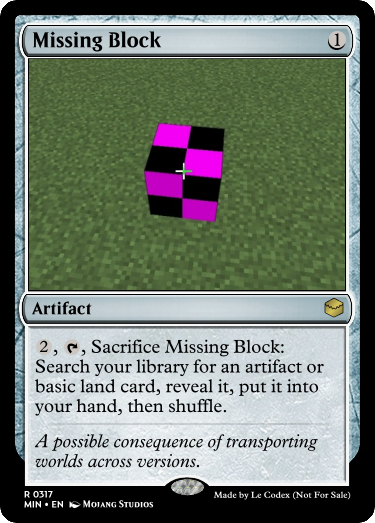 Missing Block 1
Artifact
2, T, Sacrifice Missing Block:
Search your library for an artifact or
basic land card, reveal it, put it into
your hand, then shuffle.
A possible consequence of transporting
worlds across versions.
R 0317
MIN • EN Mojang Studios
Made by Le Codex (Not For Sale)